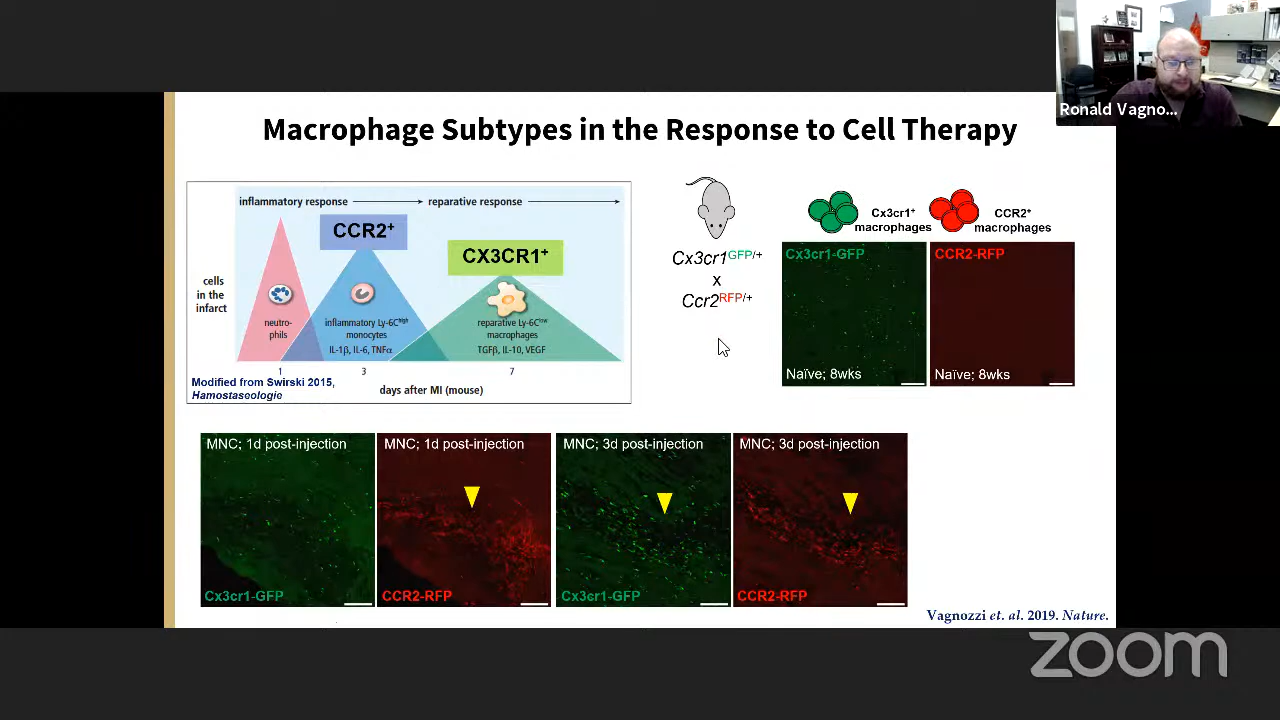 Ronald Vagno...
Macrophage Subtypes in the Response to Cell Therapy
inflammatory response
reparative response
CCR2+
CX3CR1+
cells
in the
infarct
neutro-
phils
inflammatory Ly-6Chigh
monocytes
IL-1β, IL-6, TNFα
reparative Ly-6Clow
macrophages
TGFβ, IL-10, VEGF
1
3
7
Modified from Swirski 2015,
Hamostaseologie
days after MI (mouse)
Cx3cr1GFP/+
x
Ccr2RFP/+
Cx3cr1+
macrophages
CCR2+
macrophages
Cx3cr1-GFP
Naïve; 8wks
CCR2-RFP
Naïve; 8wks
MNC; 1d post-injection
Cx3cr1-GFP
MNC; 1d post-injection
CCR2-RFP
MNC; 3d post-injection
Cx3cr1-GFP
MNC; 3d post-injection
CCR2-RFP
Vagnozzi et. al. 2019. Nature.
zoom